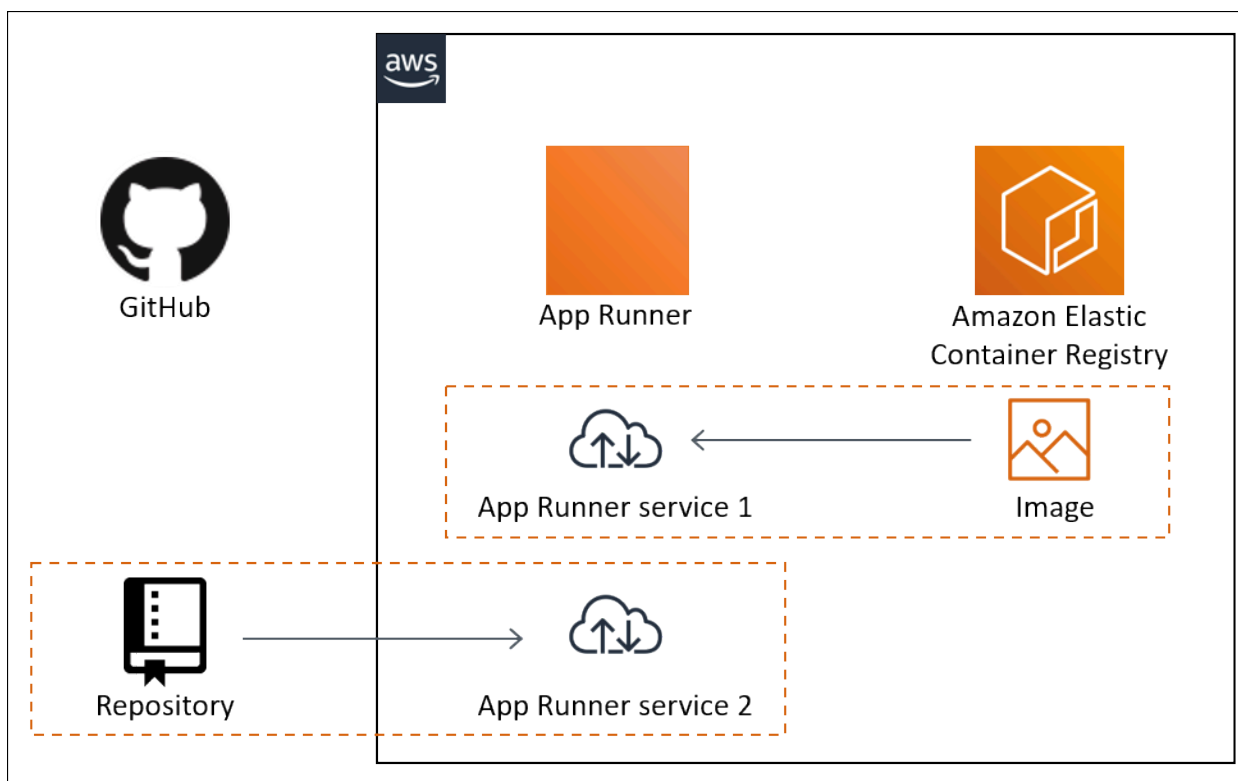 aws
GitHub
App Runner
Amazon Elastic
Container Registry
App Runner service 1
Image
Repository
App Runner service 2